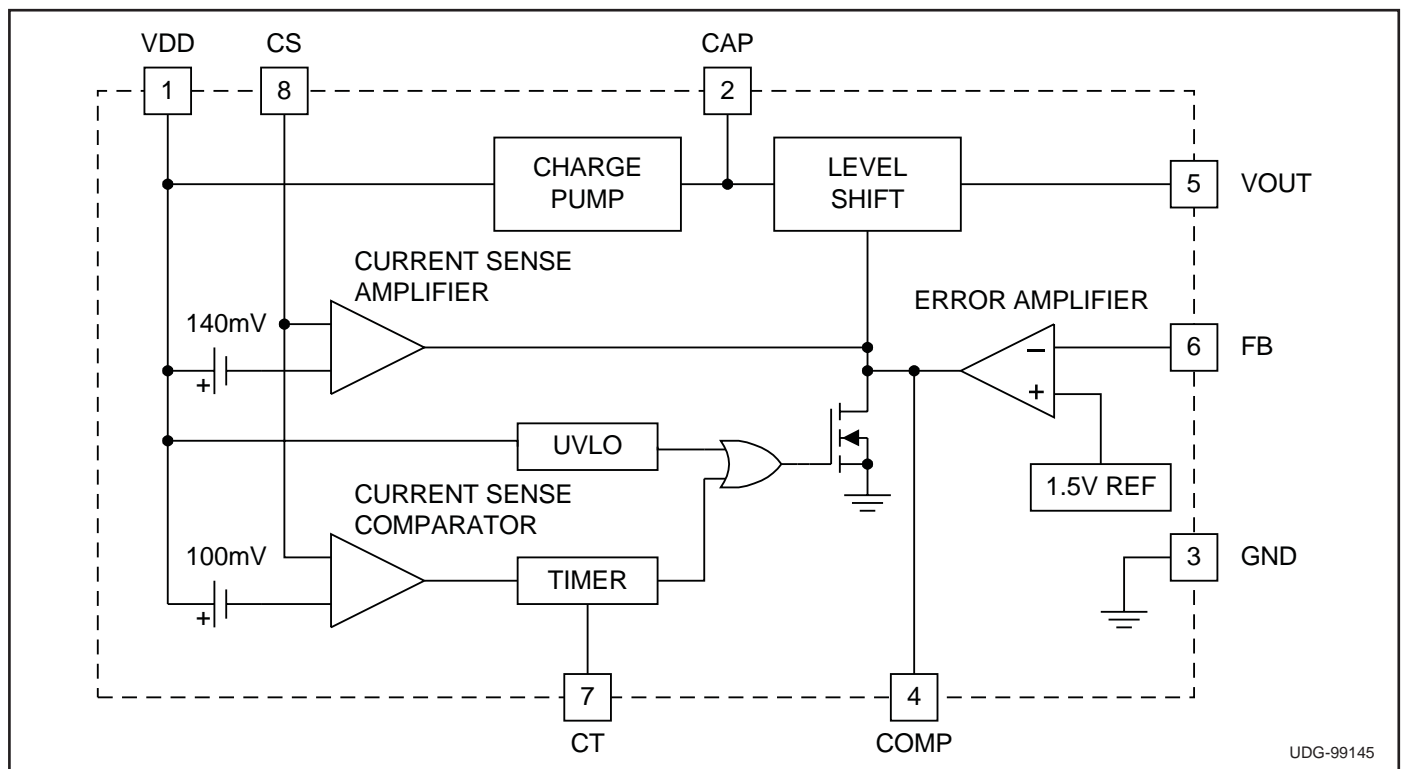 VDD
CS
CAP
1
8
2
CHARGE
PUMP
LEVEL
SHIFT
5
VOUT
CURRENT SENSE
AMPLIFIER
ERROR AMPLIFIER
140mV
+
−
+
6
FB
UVLO
1.5V REF
CURRENT SENSE
COMPARATOR
100mV
+
TIMER
3
GND
7
4
CT
COMP
UDG-99145